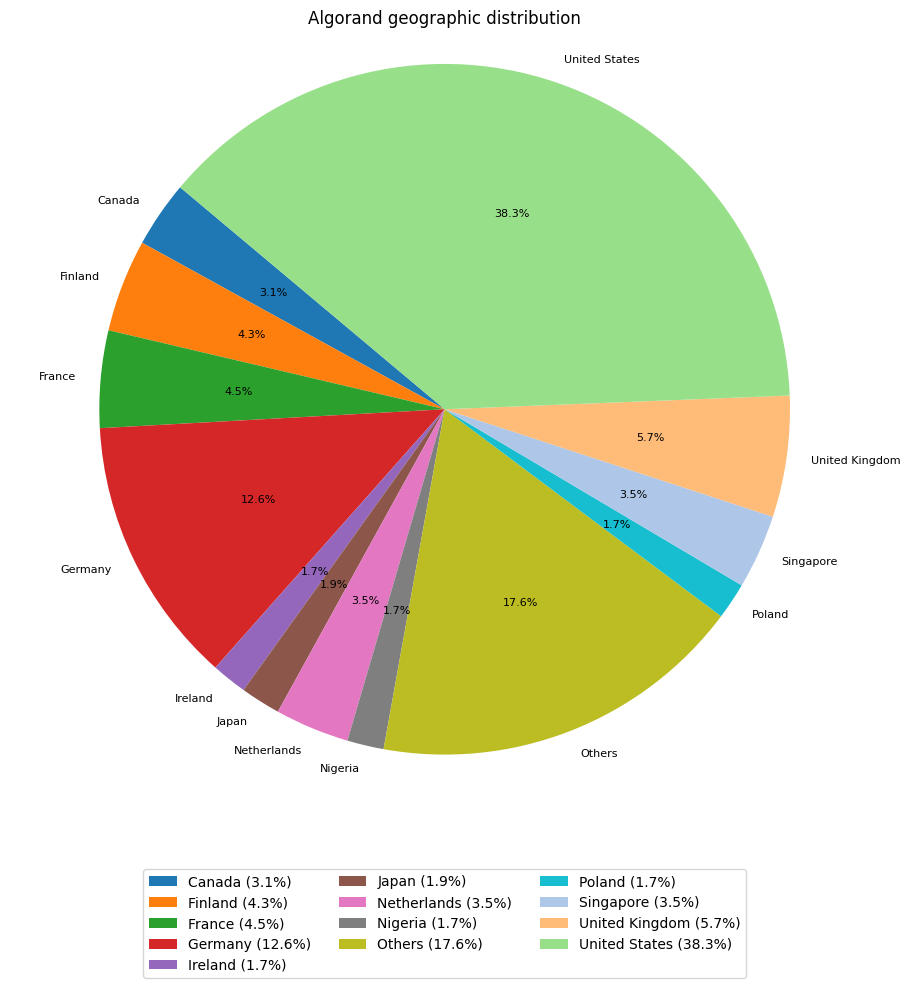 Algorand geographic distribution
United States
38.3%
Canada
3.1%
Finland
4.3%
France
4.5%
Germany
12.6%
Ireland
1.7%
Japan
1.9%
Netherlands
3.5%
Nigeria
1.7%
Others
17.6%
Poland
1.7%
Singapore
3.5%
United Kingdom
5.7%
Canada (3.1%)
Finland (4.3%)
France (4.5%)
Germany (12.6%)
Ireland (1.7%)
Japan (1.9%)
Netherlands (3.5%)
Nigeria (1.7%)
Others (17.6%)
Poland (1.7%)
Singapore (3.5%)
United Kingdom (5.7%)
United States (38.3%)